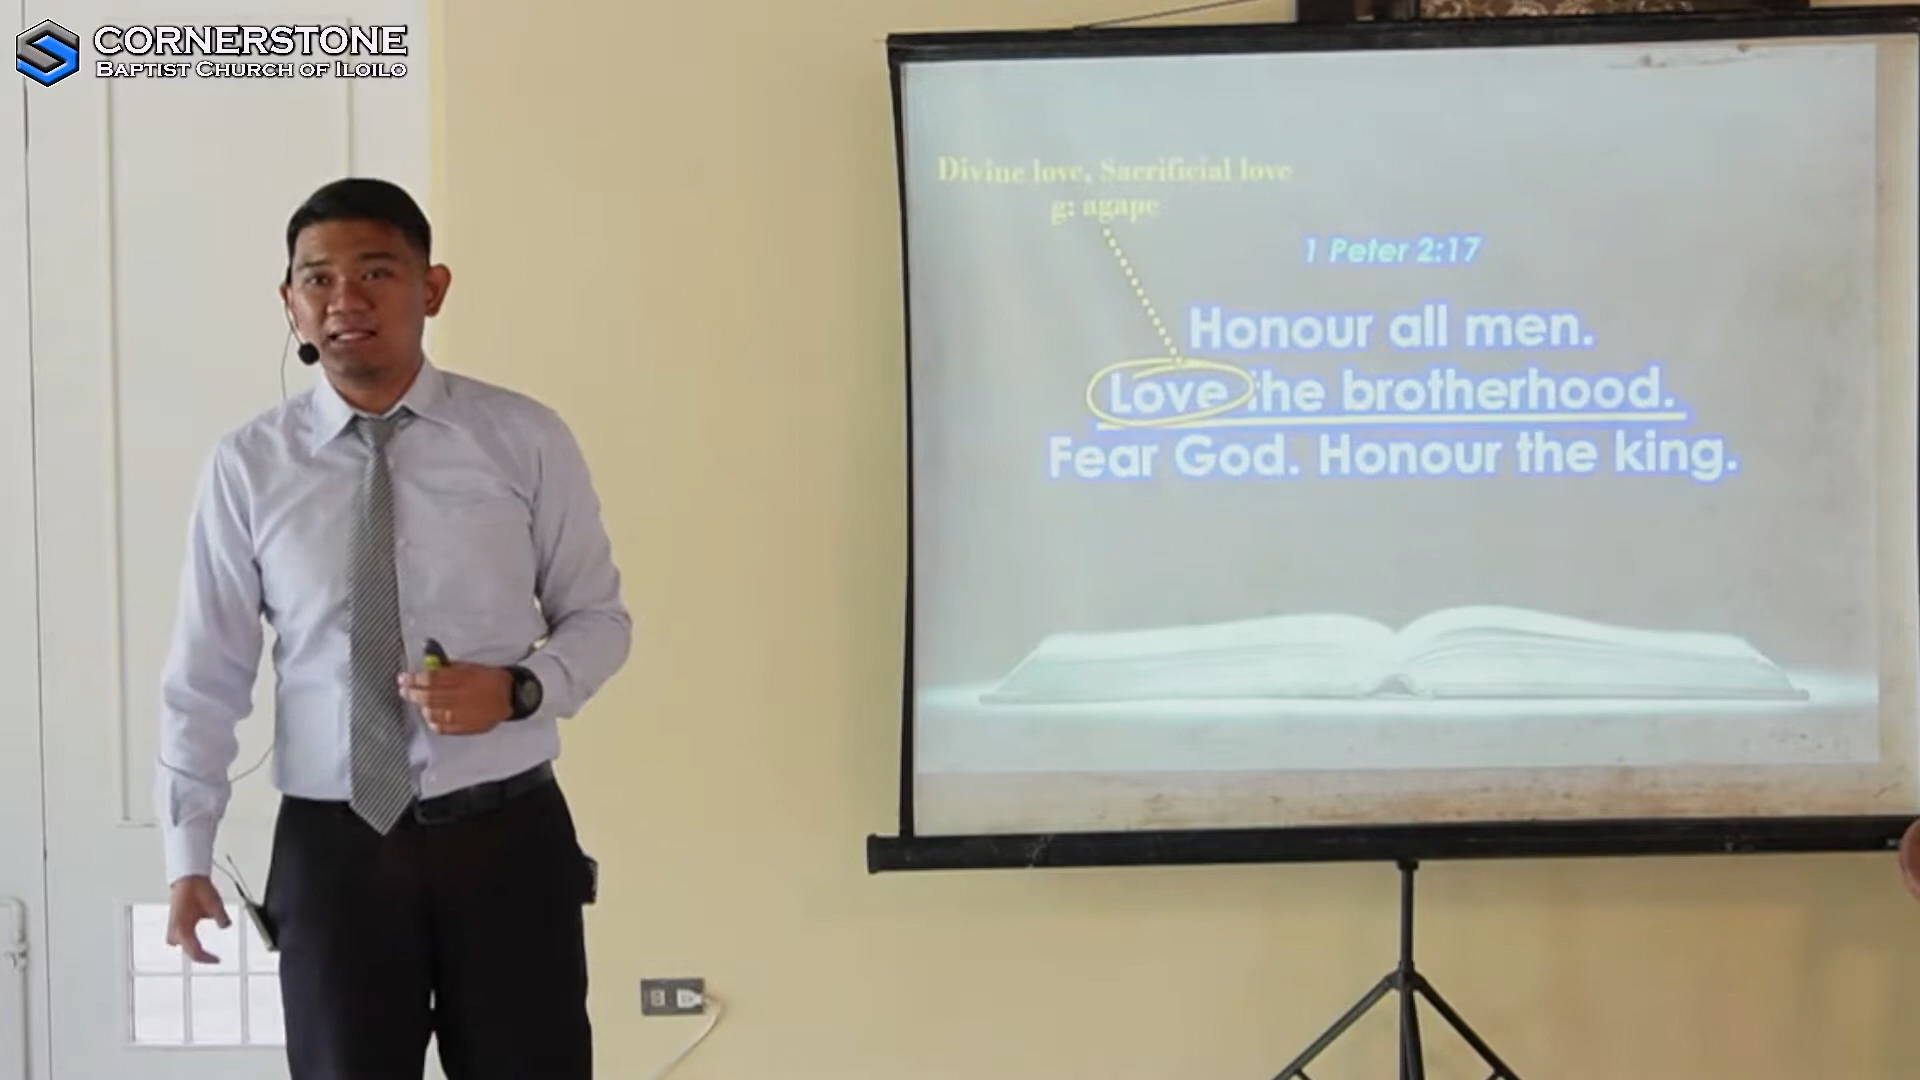 CORNERSTONE
BAPTIST CHURCH OF ILOILO
Divine love, Sacrificial love
g: agape
1 Peter 2:17
Honour all men.
Love the brotherhood.
Fear God. Honour the king.